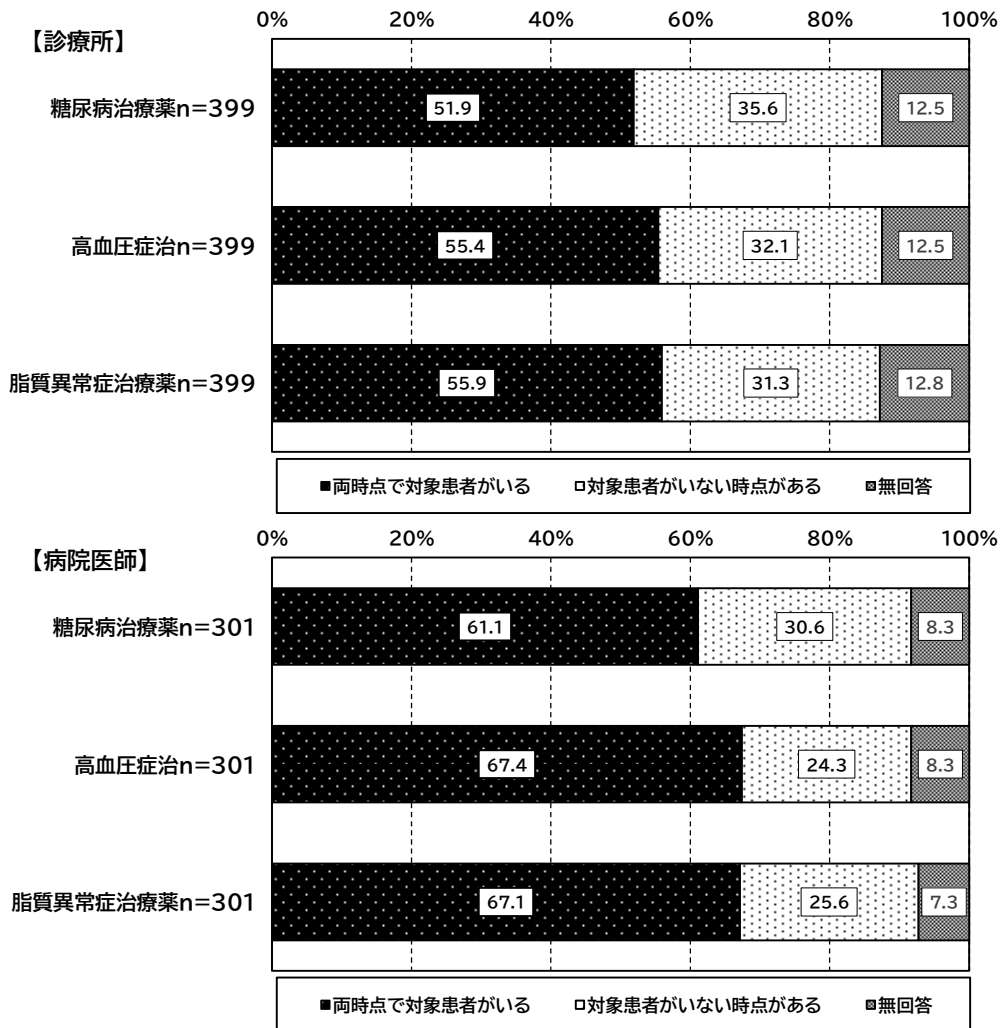 【診療所】
0% 20% 40% 60% 80% 100%
糖尿病治療薬n=399 51.9 35.6 12.5
高血圧症治n=399 55.4 32.1 12.5
脂質異常症治療薬n=399 55.9 31.3 12.8
■両時点で対象患者がいる □対象患者がいない時点がある ▩無回答
【病院医師】
0% 20% 40% 60% 80% 100%
糖尿病治療薬n=301 61.1 30.6 8.3
高血圧症治n=301 67.4 24.3 8.3
脂質異常症治療薬n=301 67.1 25.6 7.3
■両時点で対象患者がいる □対象患者がいない時点がある ▩無回答